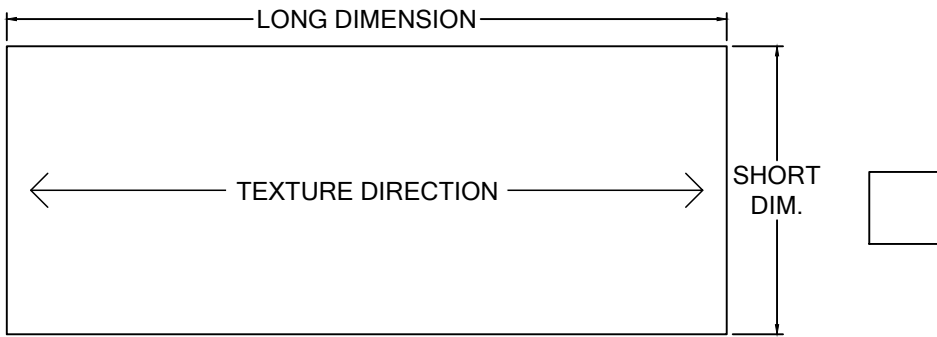 LONG DIMENSION
TEXTURE DIRECTION
SHORT
DIM.